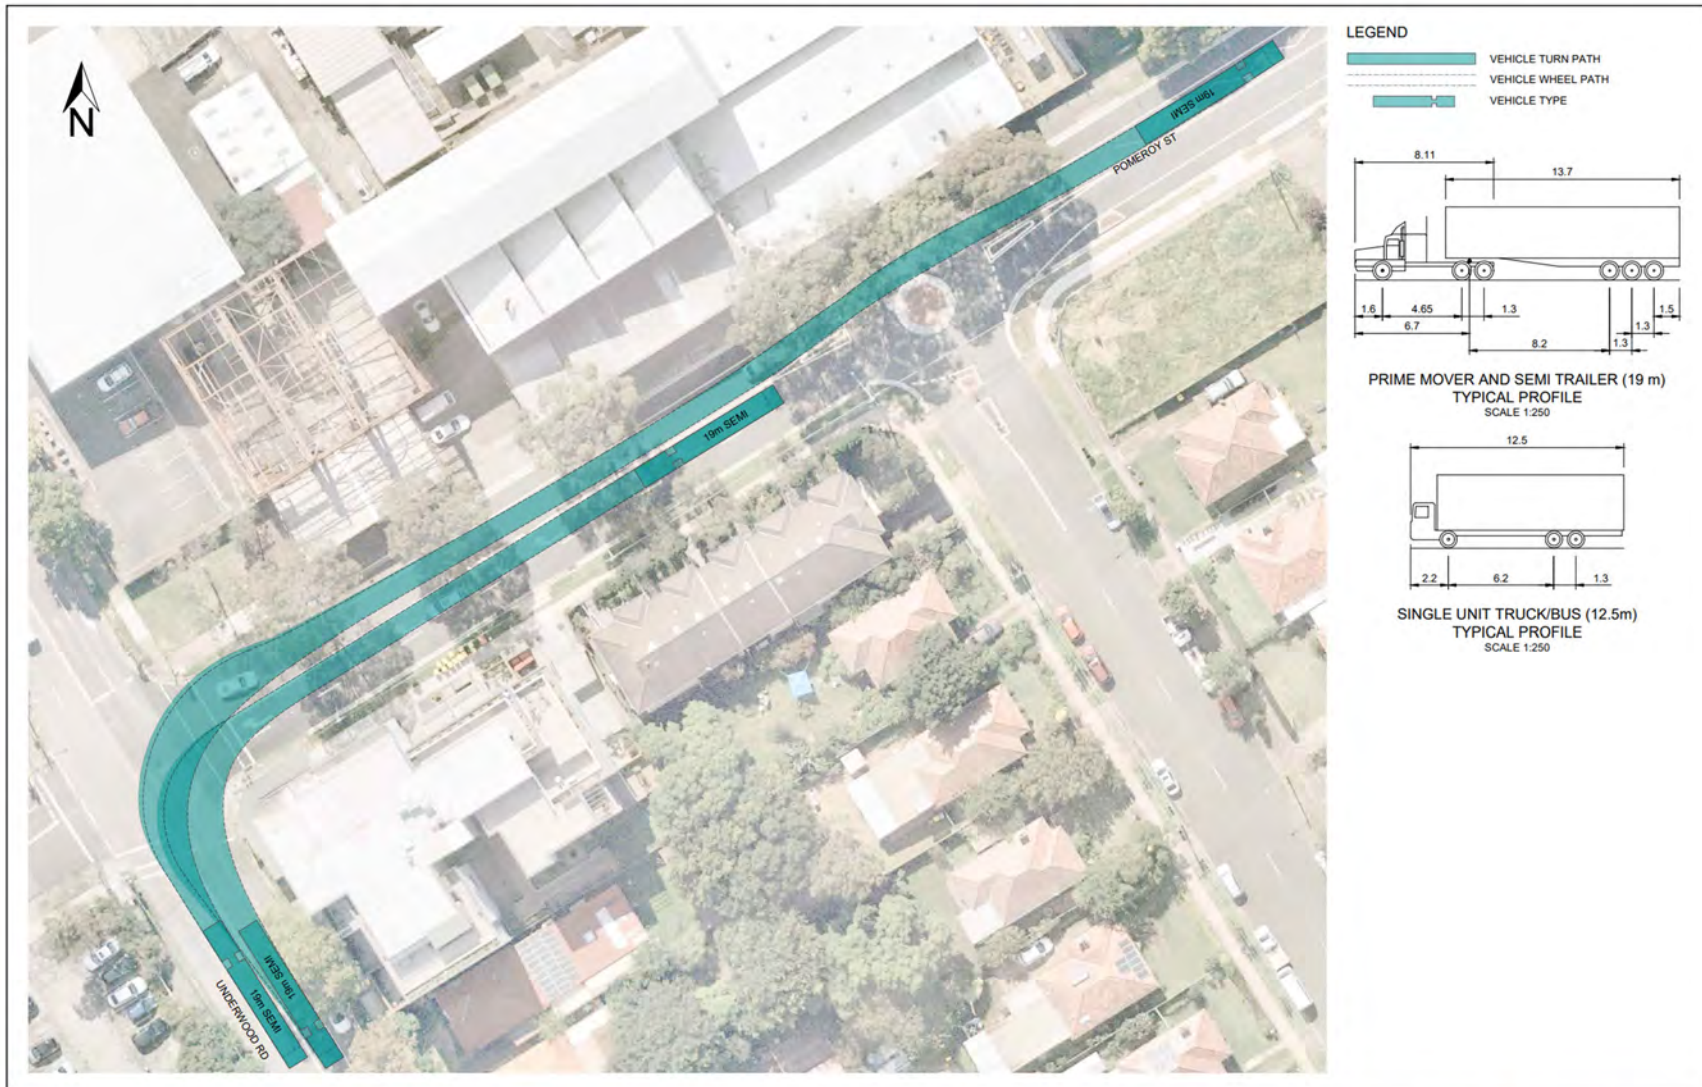 N
19m SEMI
POMEROY ST
19m SEMI
19m SEMI
19m SEMI
UNDERWOOD RD
LEGEND
VEHICLE TURN PATH
VEHICLE WHEEL PATH
VEHICLE TYPE
8.11
13.7
1.6
4.65
1.3
1.5
6.7
1.3
8.2
1.3
PRIME MOVER AND SEMI TRAILER (19 m)
TYPICAL PROFILE
SCALE 1:250
12.5
2.2
6.2
1.3
SINGLE UNIT TRUCK/BUS (12.5m)
TYPICAL PROFILE
SCALE 1:250